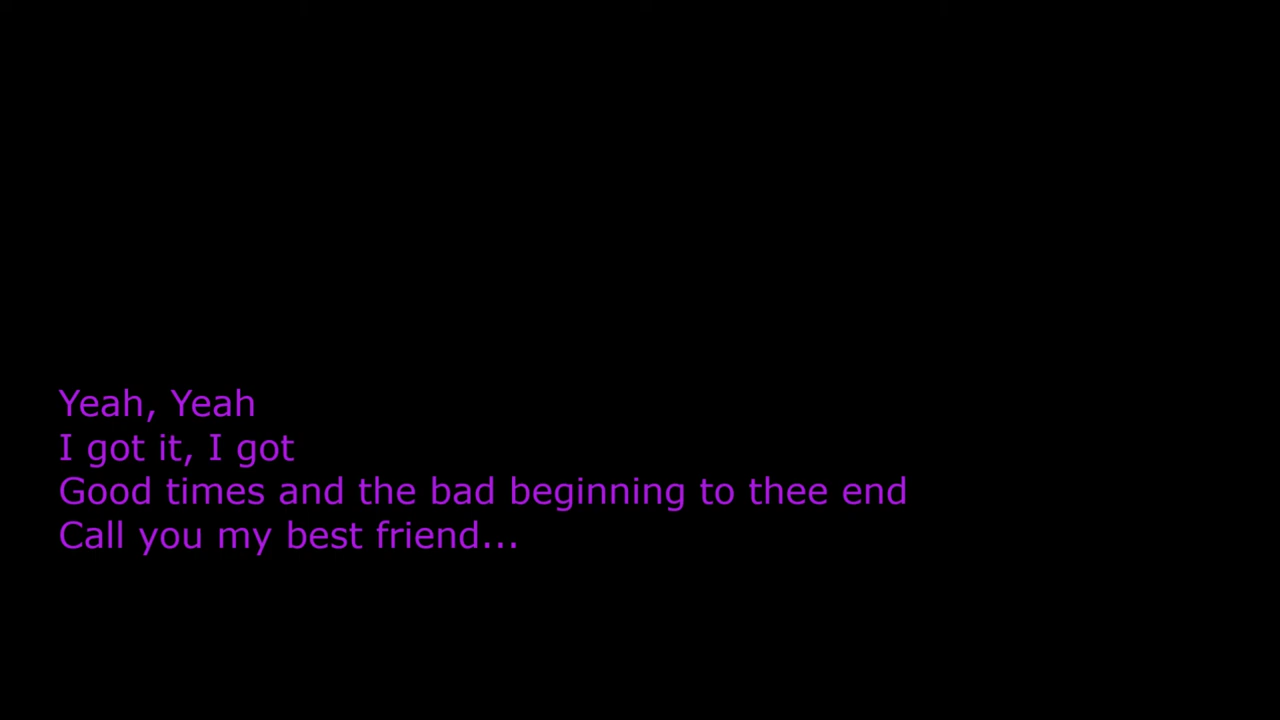 Yeah, Yeah
I got it, I got
Good times and the bad beginning to thee end
Call you my best friend...